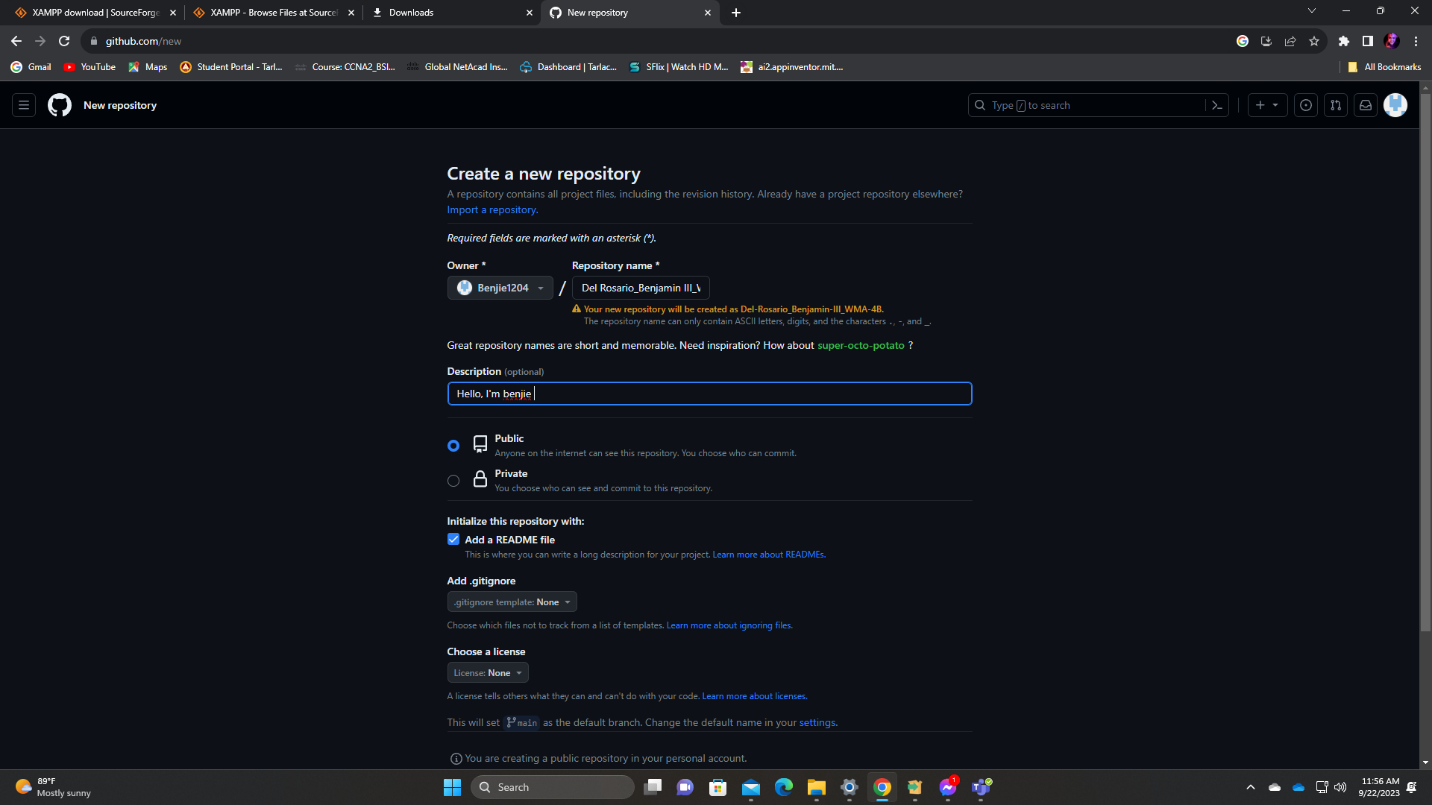 XAMPP download | SourceForge
XAMPP - Browse Files at SourceF
Downloads
New repository
github.com/new
Gmail
YouTube
Maps
Student Portal - Tarl...
Course: CCNA2_BSI...
Global NetAcad Ins...
Dashboard | Tarlac...
SFlix | Watch HD M...
ai2.appinventor.mit....
All Bookmarks
New repository
Type / to search
Create a new repository
A repository contains all project files, including the revision history. Already have a project repository elsewhere?
Import a repository.
Required fields are marked with an asterisk (*).
Owner *
Repository name *
Benjie1204
/
Del Rosario_Benjamin III_W
Your new repository will be created as Del-Rosario_Benjamin-III_WMA-4B.
The repository name can only contain ASCII letters, digits, and the characters ., -, and _.
Great repository names are short and memorable. Need inspiration? How about super-octo-potato ?
Description (optional)
Hello, I'm benjie
Public
Anyone on the internet can see this repository. You choose who can commit.
Private
You choose who can see and commit to this repository.
Initialize this repository with:
Add a README file
This is where you can write a long description for your project. Learn more about READMEs.
Add .gitignore
.gitignore template: None
Choose which files not to track from a list of templates. Learn more about ignoring files.
Choose a license
License: None
A license tells others what they can and can't do with your code. Learn more about licenses.
This will set main as the default branch. Change the default name in your settings.
You are creating a public repository in your personal account.
89°F
Mostly sunny
Search
1
11:56 AM
9/22/2023